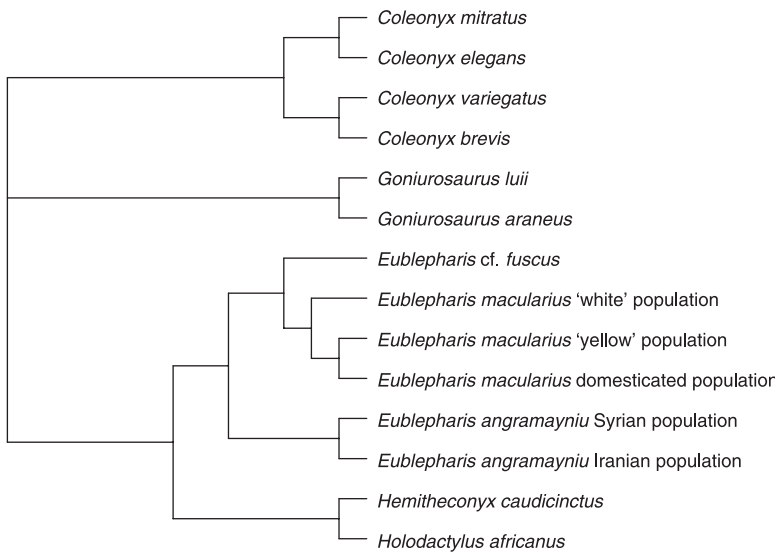 Coleonyx mitratus
Coleonyx elegans
Coleonyx variegatus
Coleonyx brevis
Goniurosaurus luii
Goniurosaurus araneus
Eublepharis cf. fuscus
Eublepharis macularius ‘white’ population
Eublepharis macularius ‘yellow’ population
Eublepharis macularius domesticated population
Eublepharis angramayniu Syrian population
Eublepharis angramayniu Iranian population
Hemitheconyx caudicinctus
Holodactylus africanus